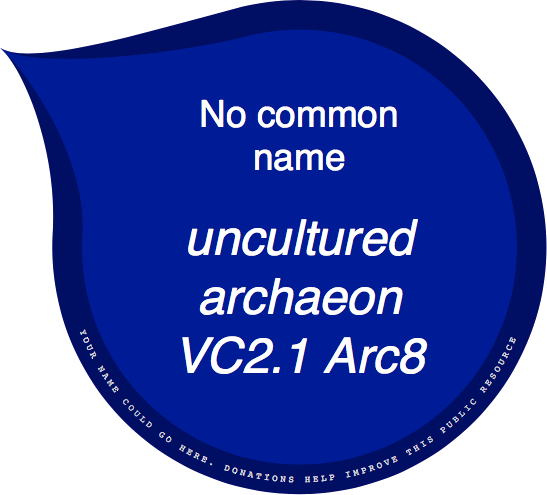 No common
name
uncultured
archaeon
VC2.1 Arc8
YOUR NAME COULD GO HERE. DONATIONS HELP IMPROVE THIS PUBLIC RESOURCE